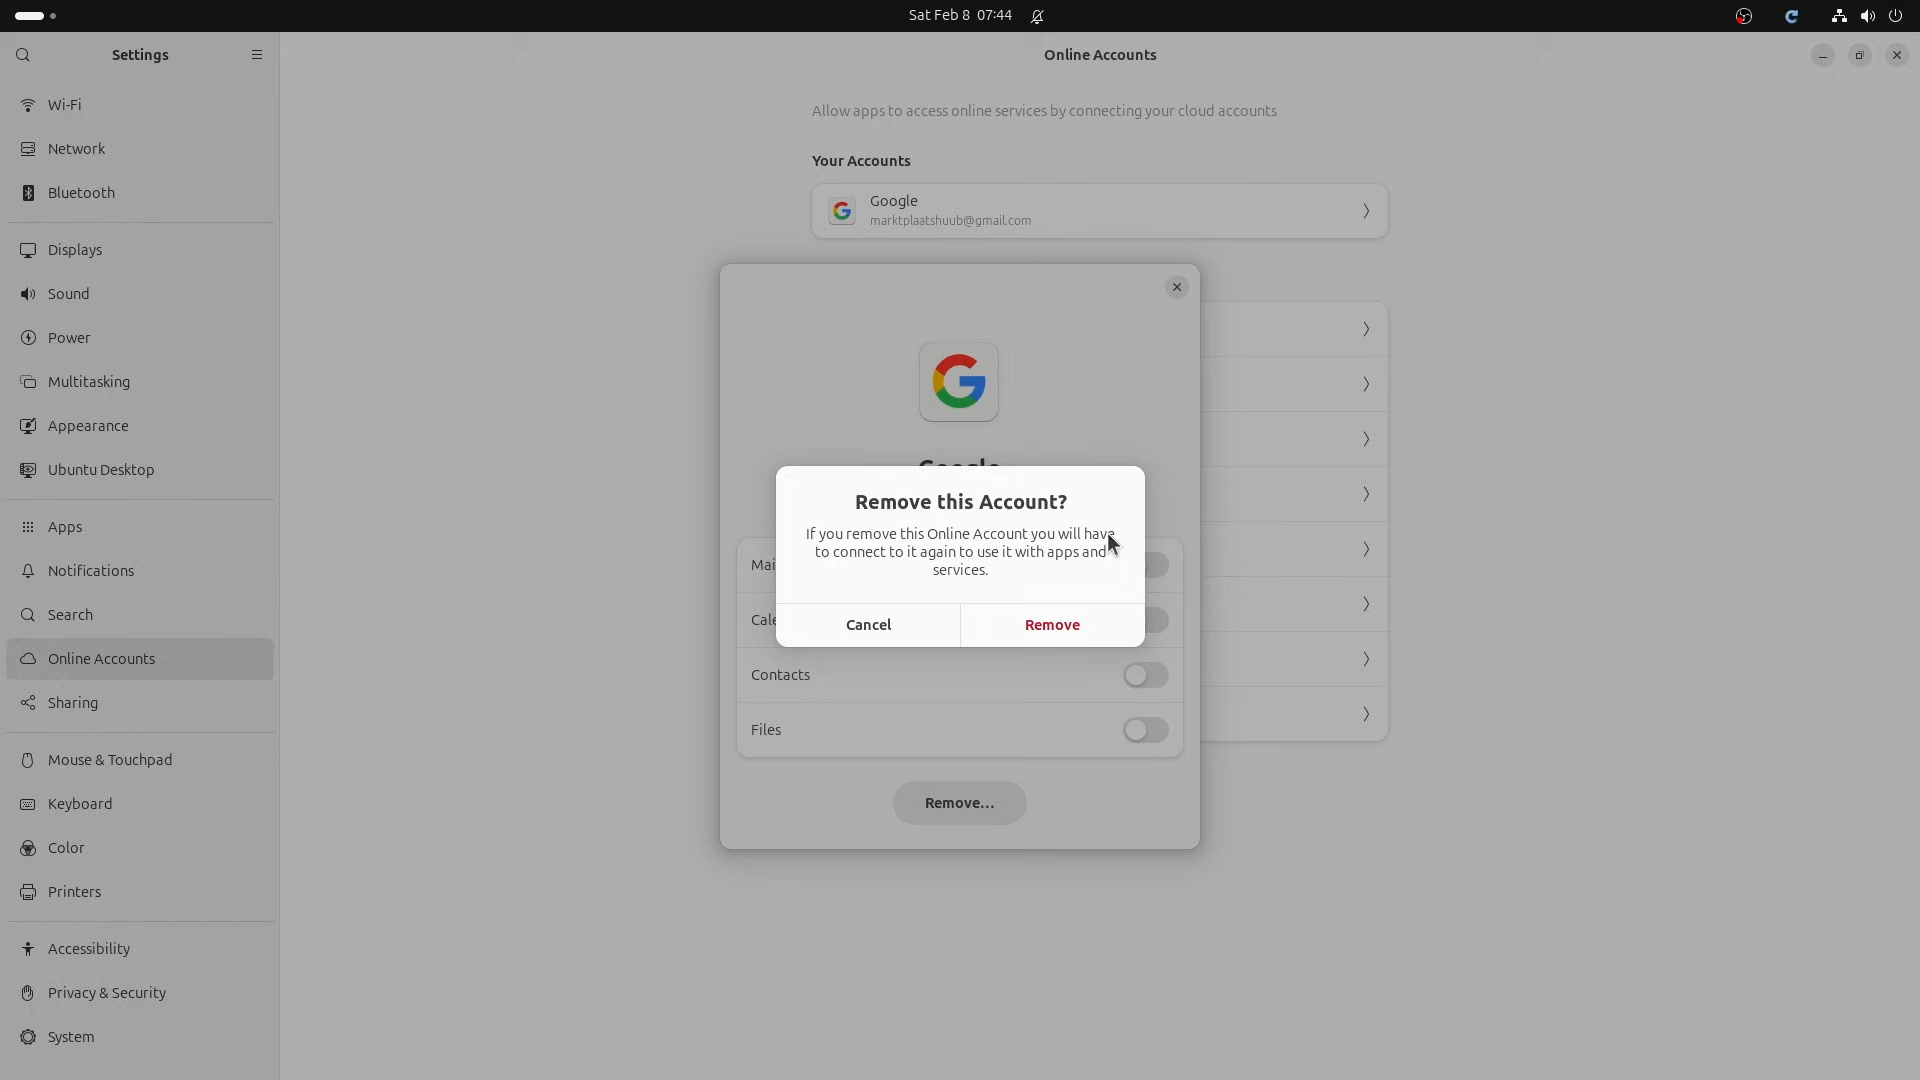 Sat Feb 8 07:44
Settings
Online Accounts
Wi-Fi
Network
Bluetooth
Displays
Sound
Power
Multitasking
Appearance
Ubuntu Desktop
Apps
Notifications
Search
Online Accounts
Sharing
Mouse & Touchpad
Keyboard
Color
Printers
Accessibility
Privacy & Security
System
Allow apps to access online services by connecting your cloud accounts
Your Accounts
Google
marktplaatshuub@gmail.com
Google
Remove this Account?
If you remove this Online Account you will have
to connect to it again to use it with apps and
services.
Cancel
Remove
Mai
Cale
Contacts
Files
Remove...